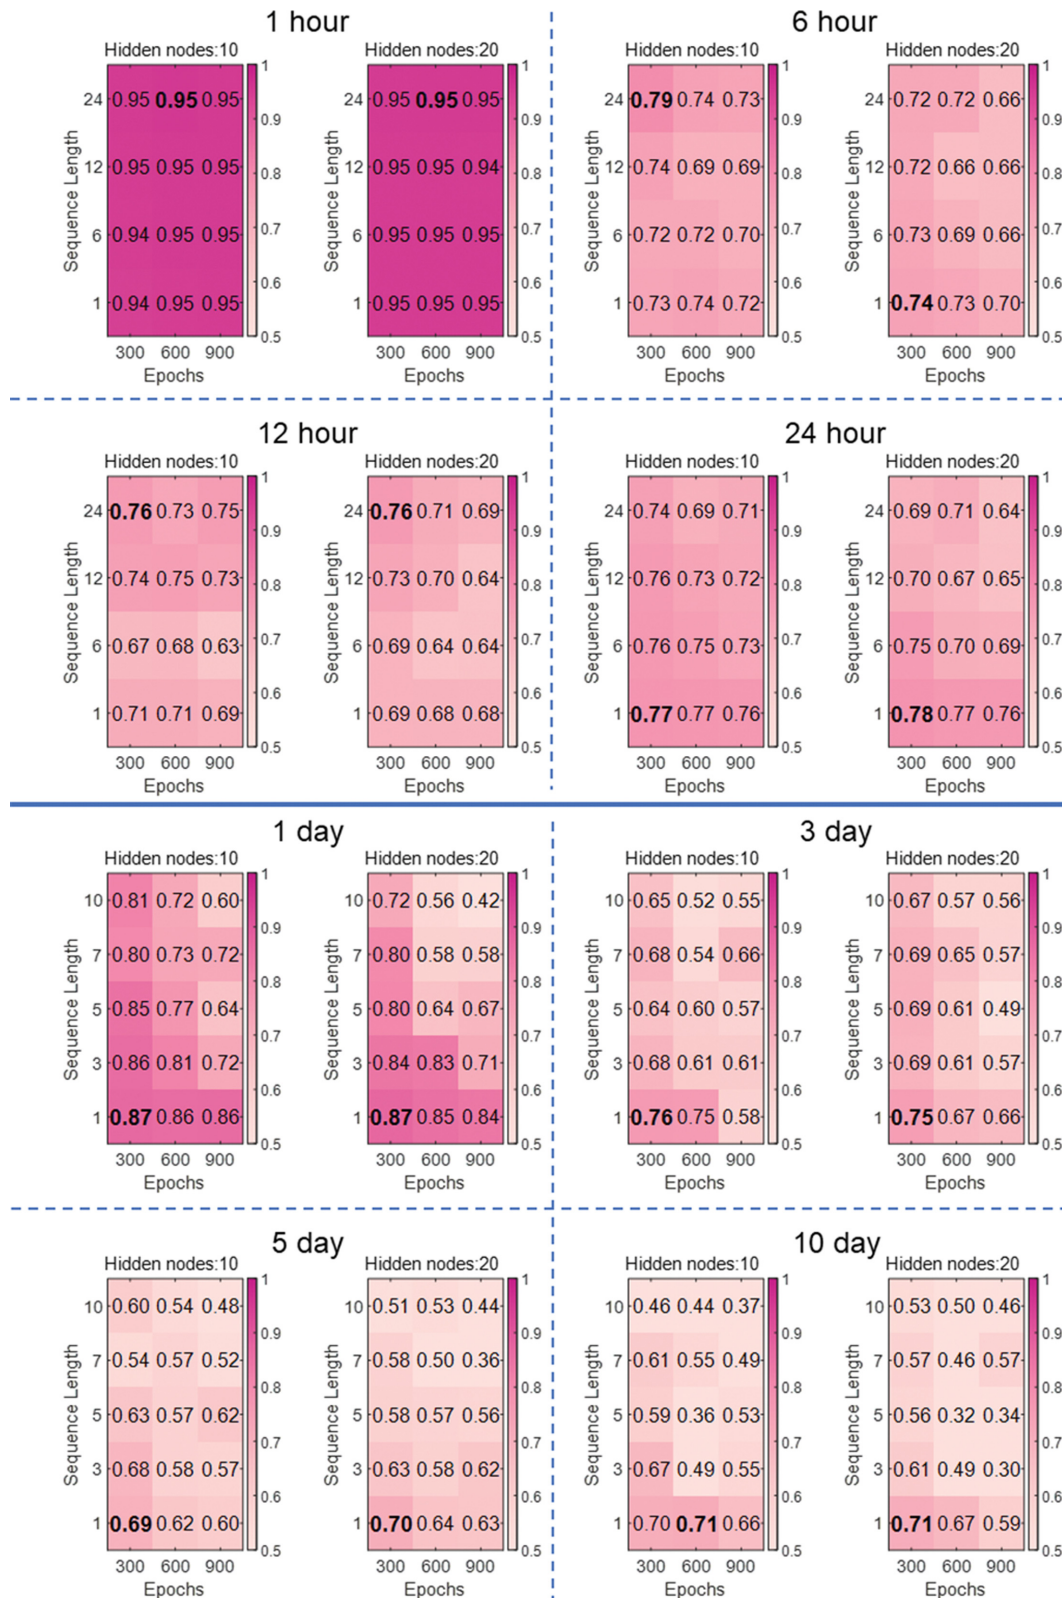 1 hour
Hidden nodes:10
Hidden nodes:20
Sequence Length
24 0.95 0.95 0.95
12 0.95 0.95 0.95
6 0.94 0.95 0.95
1 0.94 0.95 0.95
300 600 900
Epochs
1
0.9
0.8
0.7
0.6
0.5
Sequence Length
24 0.95 0.95 0.95
12 0.95 0.95 0.94
6 0.95 0.95 0.95
1 0.95 0.95 0.95
300 600 900
Epochs
1
0.9
0.8
0.7
0.6
0.5
6 hour
Hidden nodes:10
Hidden nodes:20
Sequence Length
24 0.79 0.74 0.73
12 0.74 0.69 0.69
6 0.72 0.72 0.70
1 0.73 0.74 0.72
300 600 900
Epochs
1
0.9
0.8
0.7
0.6
0.5
Sequence Length
24 0.72 0.72 0.66
12 0.72 0.66 0.66
6 0.73 0.69 0.66
1 0.74 0.73 0.70
300 600 900
Epochs
1
0.9
0.8
0.7
0.6
0.5
12 hour
Hidden nodes:10
Hidden nodes:20
Sequence Length
24 0.76 0.73 0.75
12 0.74 0.75 0.73
6 0.67 0.68 0.63
1 0.71 0.71 0.69
300 600 900
Epochs
1
0.9
0.8
0.7
0.6
0.5
Sequence Length
24 0.76 0.71 0.69
12 0.73 0.70 0.64
6 0.69 0.64 0.64
1 0.69 0.68 0.68
300 600 900
Epochs
1
0.9
0.8
0.7
0.6
0.5
24 hour
Hidden nodes:10
Hidden nodes:20
Sequence Length
24 0.74 0.69 0.71
12 0.76 0.73 0.72
6 0.76 0.75 0.73
1 0.77 0.77 0.76
300 600 900
Epochs
1
0.9
0.8
0.7
0.6
0.5
Sequence Length
24 0.69 0.71 0.64
12 0.70 0.67 0.65
6 0.75 0.70 0.69
1 0.78 0.77 0.76
300 600 900
Epochs
1
0.9
0.8
0.7
0.6
0.5
1 day
Hidden nodes:10
Hidden nodes:20
Sequence Length
10 0.81 0.72 0.60
7 0.80 0.73 0.72
5 0.85 0.77 0.64
3 0.86 0.81 0.72
1 0.87 0.86 0.86
300 600 900
Epochs
1
0.9
0.8
0.7
0.6
0.5
Sequence Length
10 0.72 0.56 0.42
7 0.80 0.58 0.58
5 0.80 0.64 0.67
3 0.84 0.83 0.71
1 0.87 0.85 0.84
300 600 900
Epochs
1
0.9
0.8
0.7
0.6
0.5
3 day
Hidden nodes:10
Hidden nodes:20
Sequence Length
10 0.65 0.52 0.55
7 0.68 0.54 0.66
5 0.64 0.60 0.57
3 0.68 0.61 0.61
1 0.76 0.75 0.58
300 600 900
Epochs
1
0.9
0.8
0.7
0.6
0.5
Sequence Length
10 0.67 0.57 0.56
7 0.69 0.65 0.57
5 0.69 0.61 0.49
3 0.69 0.61 0.57
1 0.75 0.67 0.66
300 600 900
Epochs
1
0.9
0.8
0.7
0.6
0.5
5 day
Hidden nodes:10
Hidden nodes:20
Sequence Length
10 0.60 0.54 0.48
7 0.54 0.57 0.52
5 0.63 0.57 0.62
3 0.68 0.58 0.57
1 0.69 0.62 0.60
300 600 900
Epochs
1
0.9
0.8
0.7
0.6
0.5
Sequence Length
10 0.51 0.53 0.44
7 0.58 0.50 0.36
5 0.58 0.57 0.56
3 0.63 0.58 0.62
1 0.70 0.64 0.63
300 600 900
Epochs
1
0.9
0.8
0.7
0.6
0.5
10 day
Hidden nodes:10
Hidden nodes:20
Sequence Length
10 0.46 0.44 0.37
7 0.61 0.55 0.49
5 0.59 0.36 0.53
3 0.67 0.49 0.55
1 0.70 0.71 0.66
300 600 900
Epochs
1
0.9
0.8
0.7
0.6
0.5
Sequence Length
10 0.53 0.50 0.46
7 0.57 0.46 0.57
5 0.56 0.32 0.34
3 0.61 0.49 0.30
1 0.71 0.67 0.59
300 600 900
Epochs
1
0.9
0.8
0.7
0.6
0.5